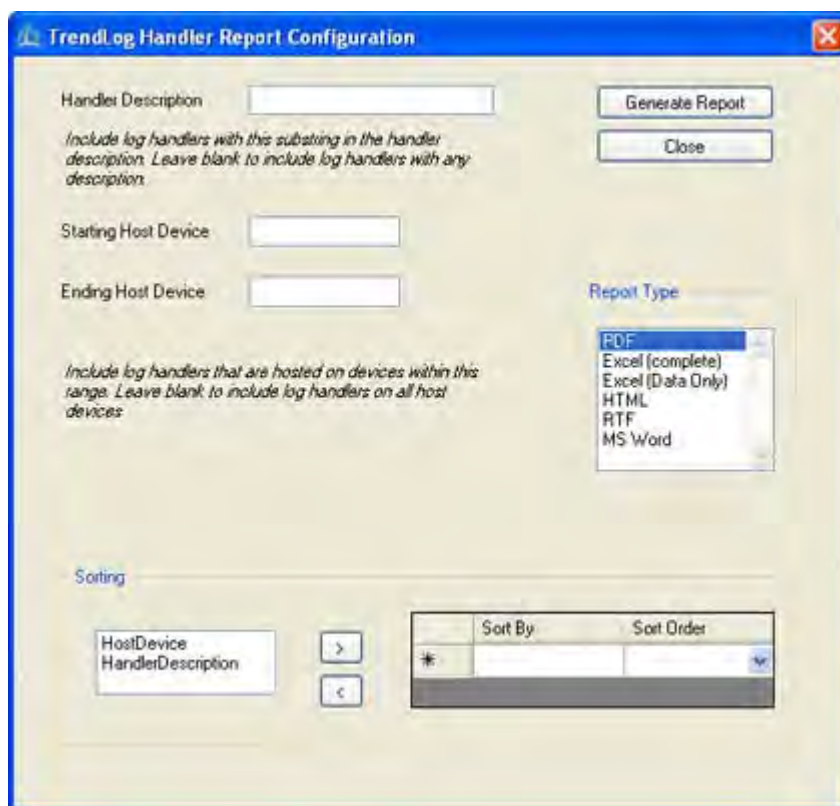 TrendLog Handler Report Configuration
Handler Description
Generate Report
Include log handlers with this substring in the handler
description. Leave blank to include log handlers with any
description.
Close
Starting Host Device
Ending Host Device
Report Type
Include log handlers that are hosted on devices within this
range. Leave blank to include log handlers on all host
devices
PDF
Excel (complete)
Excel (Data Only)
HTML
RTF
MS Word
Sorting
HostDevice
HandlerDescription
>
<
Sort By
Sort Order
*